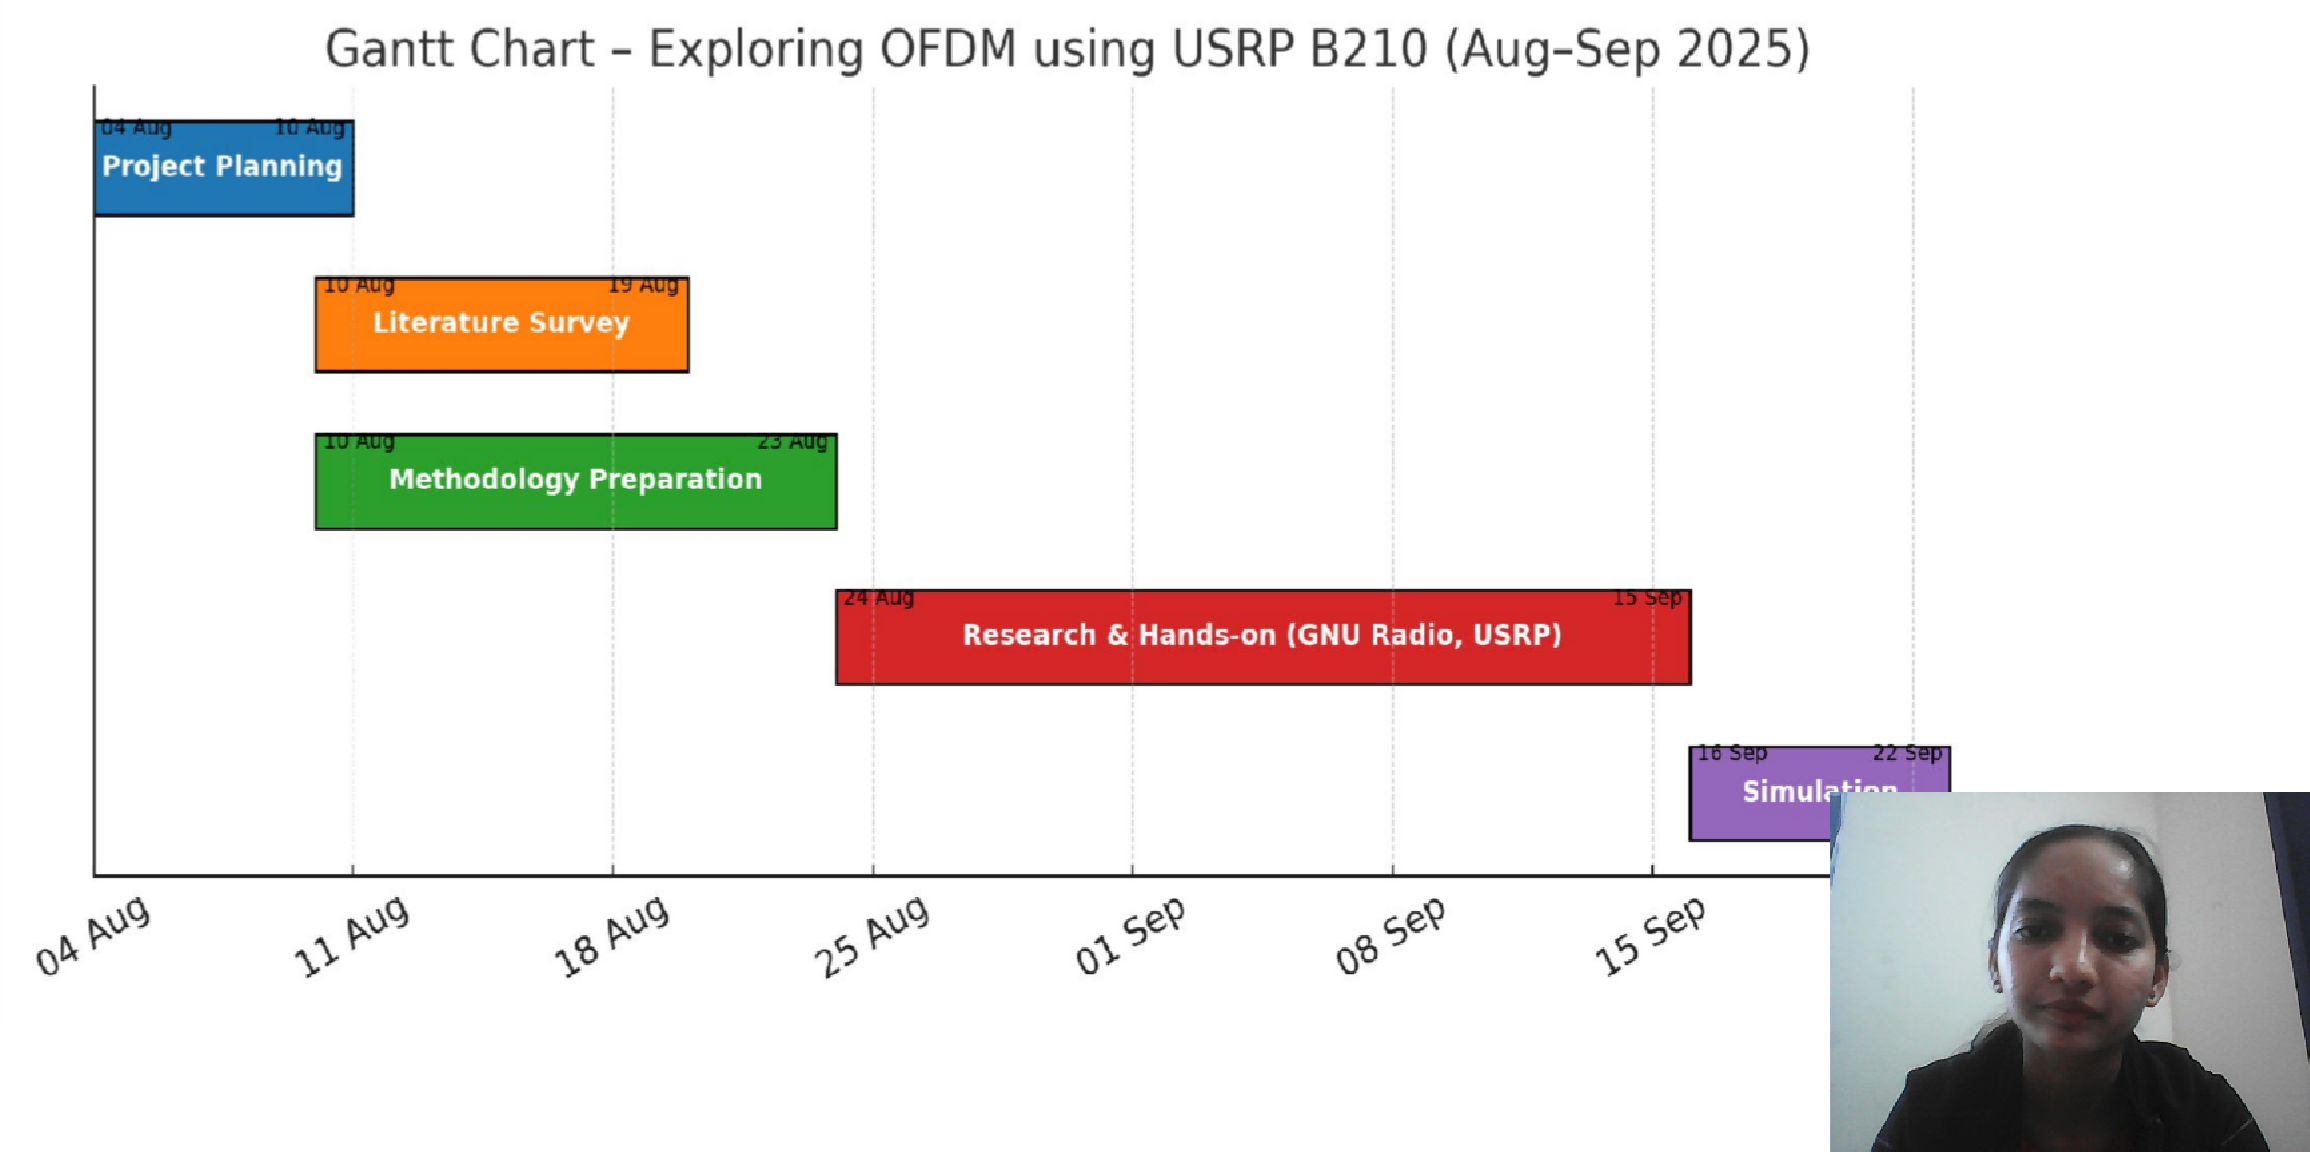 Gantt Chart – Exploring OFDM using USRP B210 (Aug–Sep 2025)
04 Aug 10 Aug
Project Planning
10 Aug 19 Aug
Literature Survey
10 Aug 23 Aug
Methodology Preparation
24 Aug 15 Sep
Research & Hands-on (GNU Radio, USRP)
16 Sep 22 Sep
Simulation
04 Aug 11 Aug 18 Aug 25 Aug 01 Sep 08 Sep 15 Sep